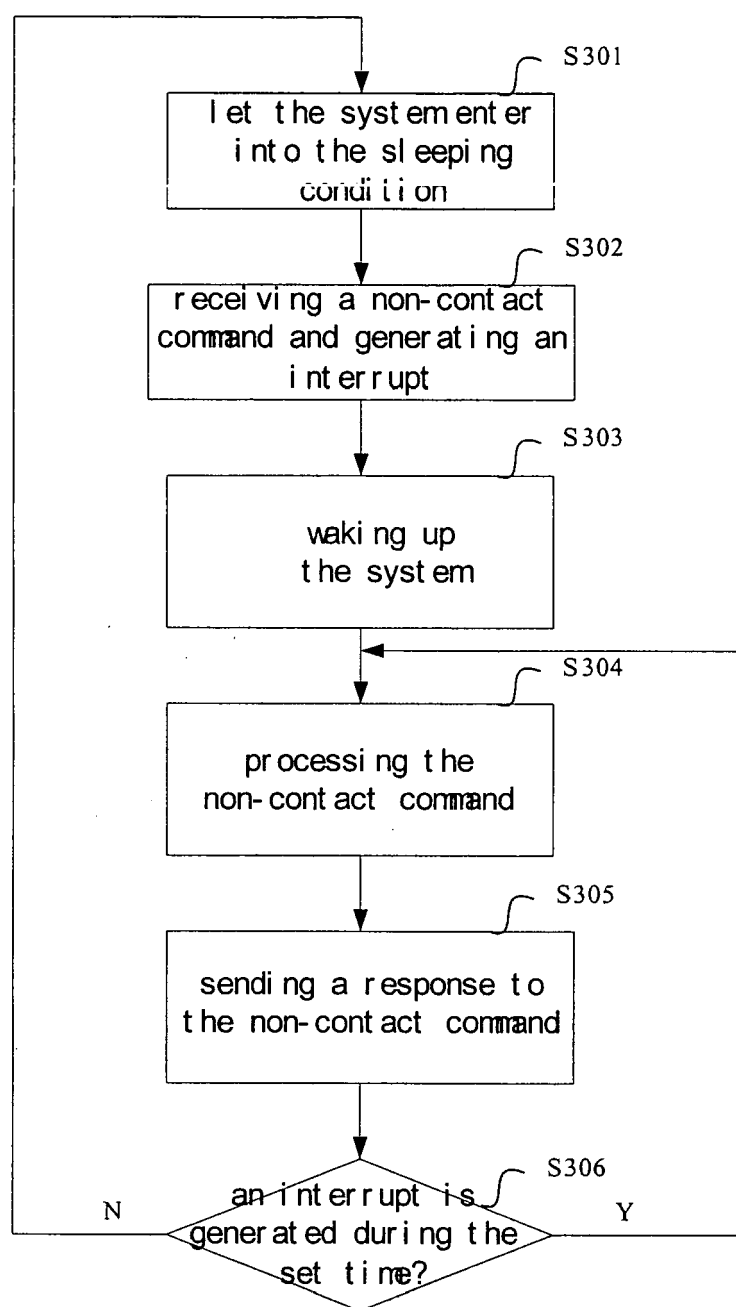 S301
let the system enter
into the sleeping
condition
S302
receiving a non-contact
command and generating an
interrupt
S303
waking up
the system
S304
processing the
non-contact command
S305
sending a response to
the non-contact command
S306
an interrupt is
generated during the
set time?
N
Y